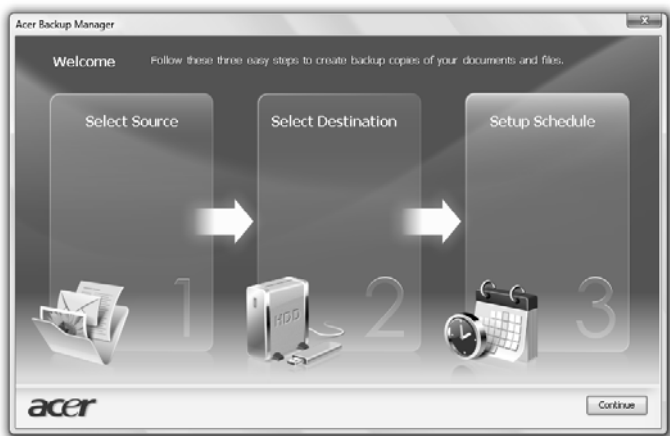 Acer Backup Manager
Welcome
Follow these three easy steps to create backup copies of your documents and files.
Select Source
Select Destination
Setup Schedule
1
HDD
2
3
acer
Continue